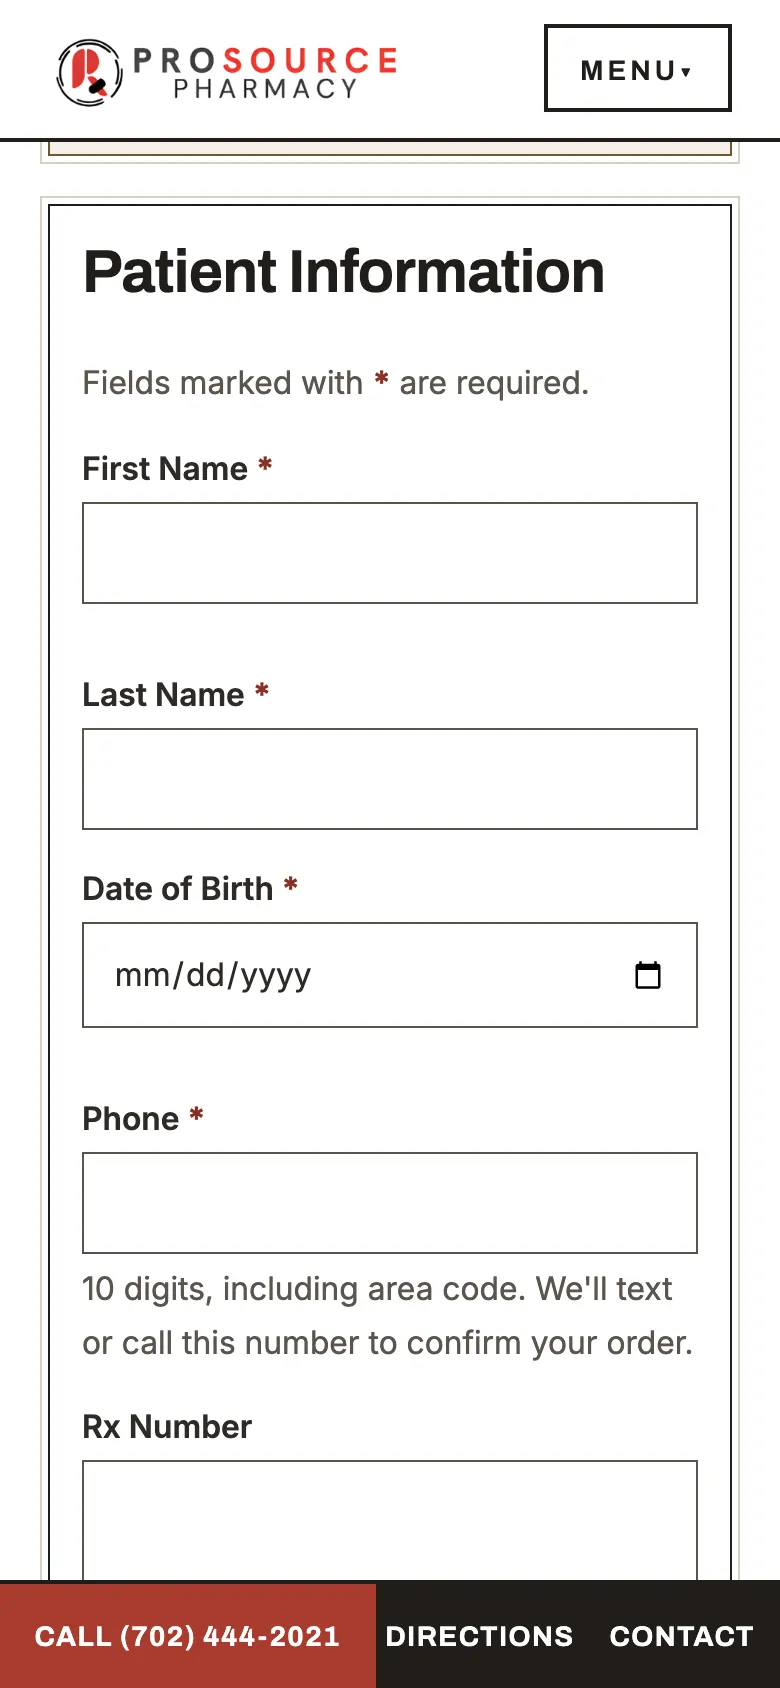 PROSOURCE
PHARMACY
MENU▾
Patient Information
Fields marked with * are required.
First Name *
Last Name *
Date of Birth *
mm/dd/yyyy
Phone *
10 digits, including area code. We'll text
or call this number to confirm your order.
Rx Number
CALL (702) 444-2021
DIRECTIONS
CONTACT